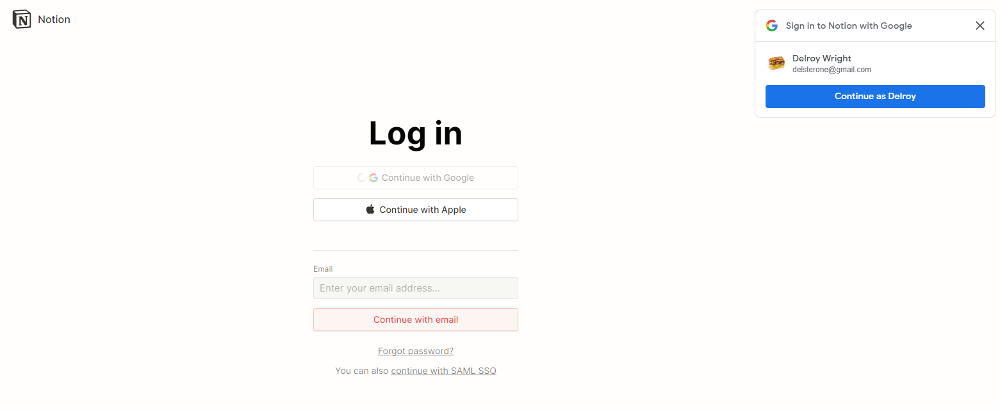 Notion
Sign in to Notion with Google
Delroy Wright
delsterone@gmail.com
Continue as Delroy
Log in
Continue with Google
Continue with Apple
Email
Enter your email address...
Continue with email
Forgot password?
You can also continue with SAML SSO